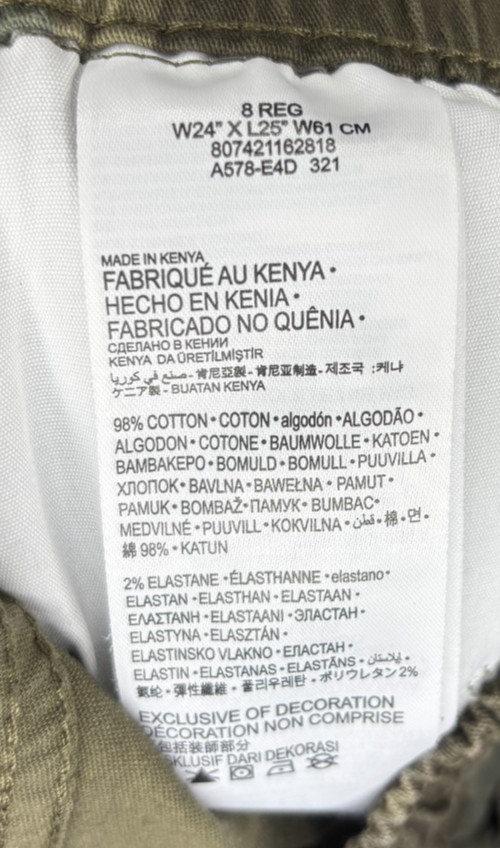 8 REG
W24" X L25" W61 CM
807421162818
A578-E4D 321
MADE IN KENYA
FABRIQUÉ AU KENYA •
HECHO EN KENIA •
FABRICADO NO QUÊNIA •
СДЕЛАНО В КЕНИИ
KENYA DA ÜRETİLMİŞTİR
صنع في كوريا - 肯尼亞製 - 肯尼亚制造 - 제조국 :케냐
ケニア製 - BUATAN KENYA
98% COTTON • COTON • algodón • ALGODÃO •
ALGODON • COTONE • BAUMWOLLE • KATOEN •
ΒΑΜΒΑΚΕΡΟ • BOMULD • BOMULL • PUUVILLA •
ХЛОПОК • BAVLNA • BAWEŁNA • PAMUT •
PAMUK • BOMBAŽ • ПАМУК • BUMBAC •
MEDVILNĖ • PUUVILL • KOKVILNA • قطن • 棉 • 면 •
綿 98% • KATUN
2% ELASTANE • ÉLASTHANNE • elastano •
ELASTAN • ELASTHAN • ELASTAAN •
ΕΛΑΣΤΑΝΗ • ELASTAANI • ЭЛАСТАН •
ELASTYNA • ELASZTÁN •
ELASTINSKO VLAKNO • ЕЛАСТАН •
ELASTIN • ELASTANAS • ELASTĀNS • إيلاستان •
氨纶 • 彈性纖維 • 폴리우레탄 • ポリウレタン 2%
EXCLUSIVE OF DECORATION
DÉCORATION NON COMPRISE
包括装師部分
SKLUSIF DARI DEKORASI